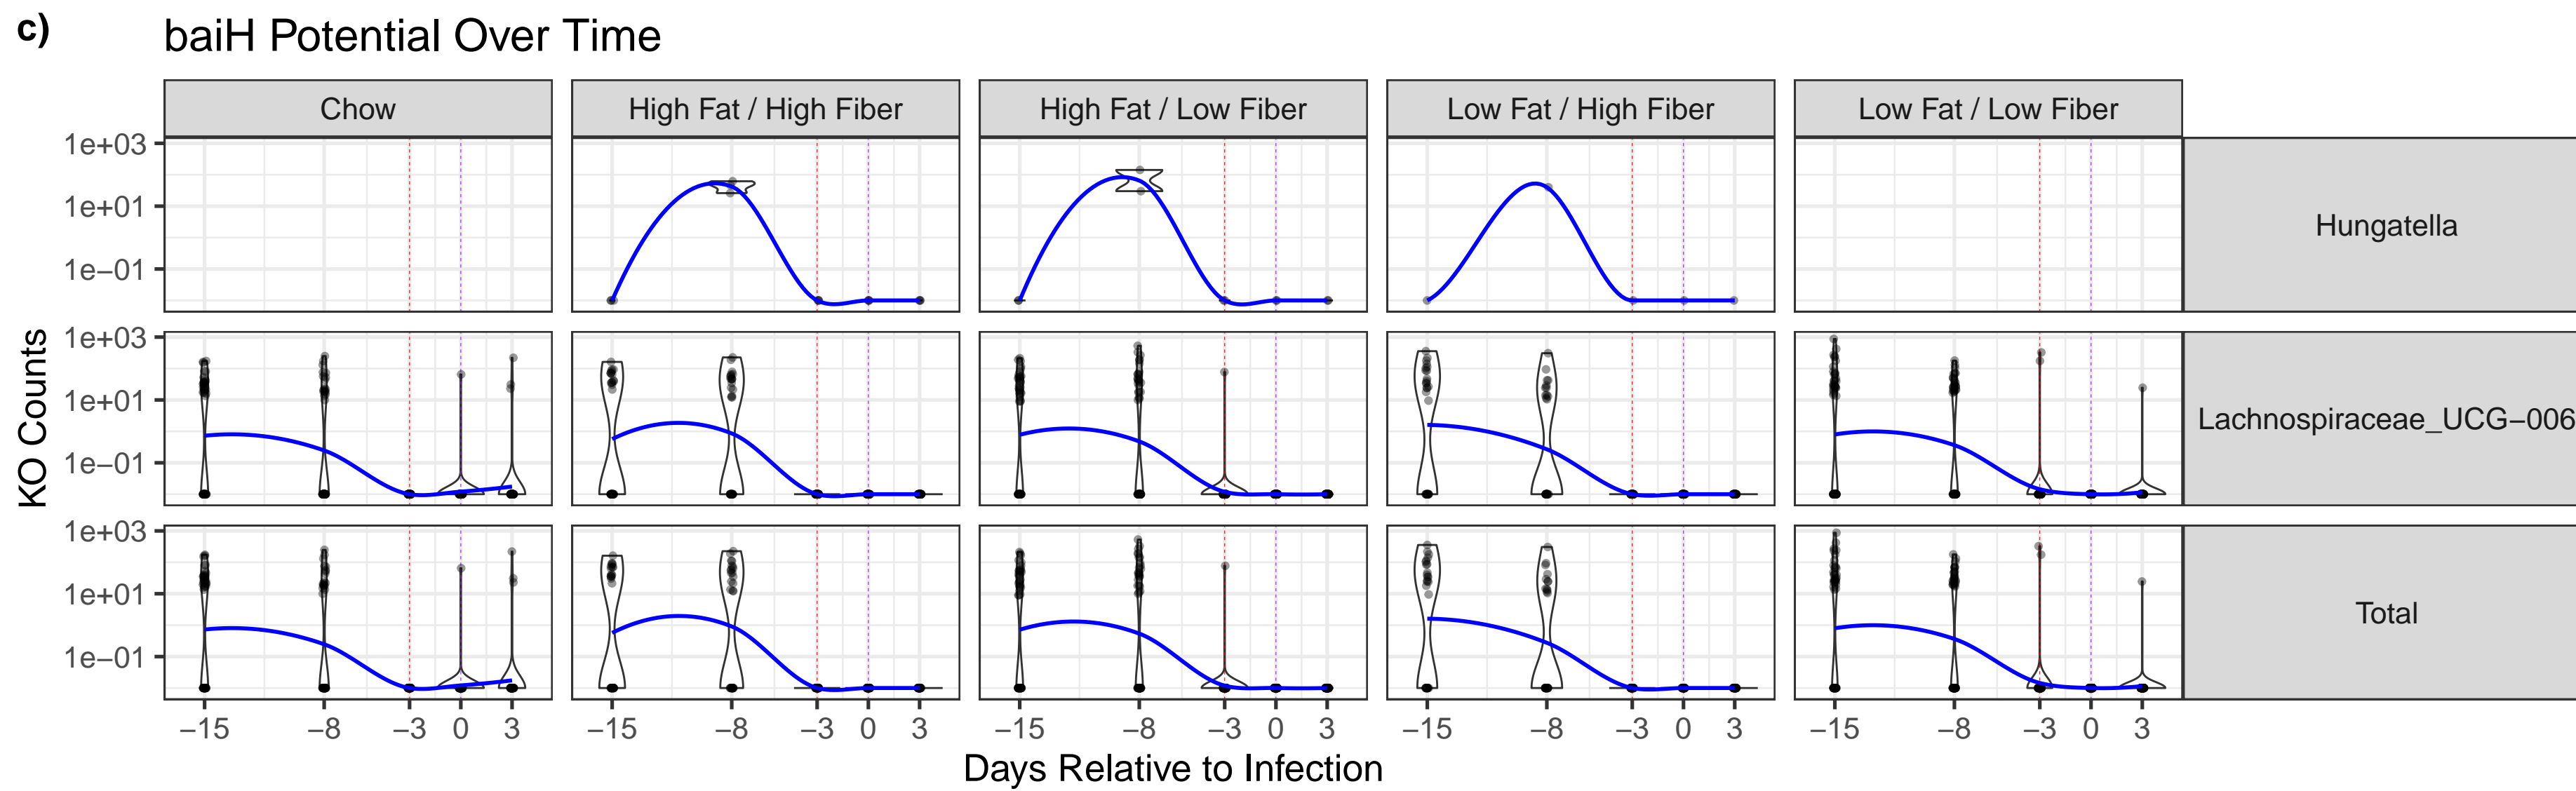 c)
baiH Potential Over Time
Chow
High Fat / High Fiber
High Fat / Low Fiber
Low Fat / High Fiber
Low Fat / Low Fiber
1e+03
1e+01
1e−01
Hungatella
KO Counts
1e+03
1e+01
1e−01
Lachnospiraceae_UCG−006
1e+03
1e+01
1e−01
Total
−15 −8 −3 0 3
−15 −8 −3 0 3
−15 −8 −3 0 3
−15 −8 −3 0 3
−15 −8 −3 0 3
Days Relative to Infection